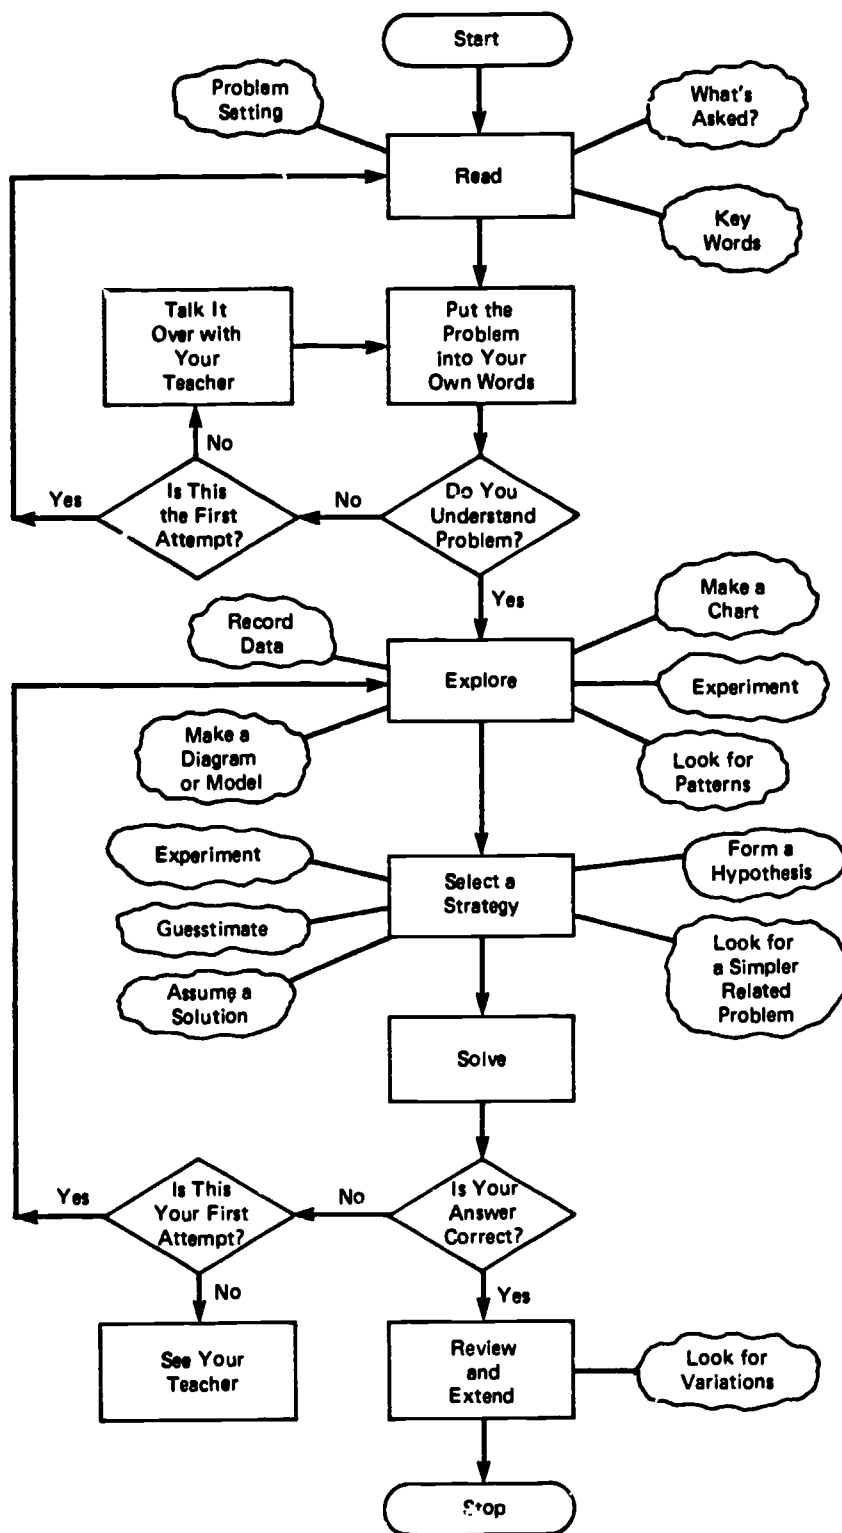 Start
Problem
Setting
What's
Asked?
Read
Key
Words
Talk It
Over with
Your
Teacher
Put the
Problem
into Your
Own Words
No
Yes
Is This
the First
Attempt?
No
Do You
Understand
Problem?
Yes
Record
Data
Make a
Chart
Explore
Experiment
Make a
Diagram
or Model
Look for
Patterns
Experiment
Select a
Strategy
Form a
Hypothesis
Guesstimate
Assume a
Solution
Look for
a Simpler
Related
Problem
Solve
Yes
Is This
Your First
Attempt?
No
Is Your
Answer
Correct?
No
Yes
See Your
Teacher
Review
and
Extend
Look for
Variations
Stop